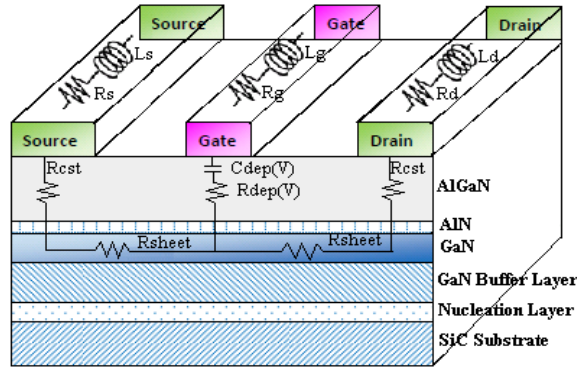 Source Gate Drain
Ls Lg Ld
Rs Rg Rd
Source Gate Drain
Rcst Cdep(V) Rcst
Rdep(V) AlGaN
AlN
Rsheet Rsheet GaN
GaN Buffer Layer
Nucleation Layer
SiC Substrate